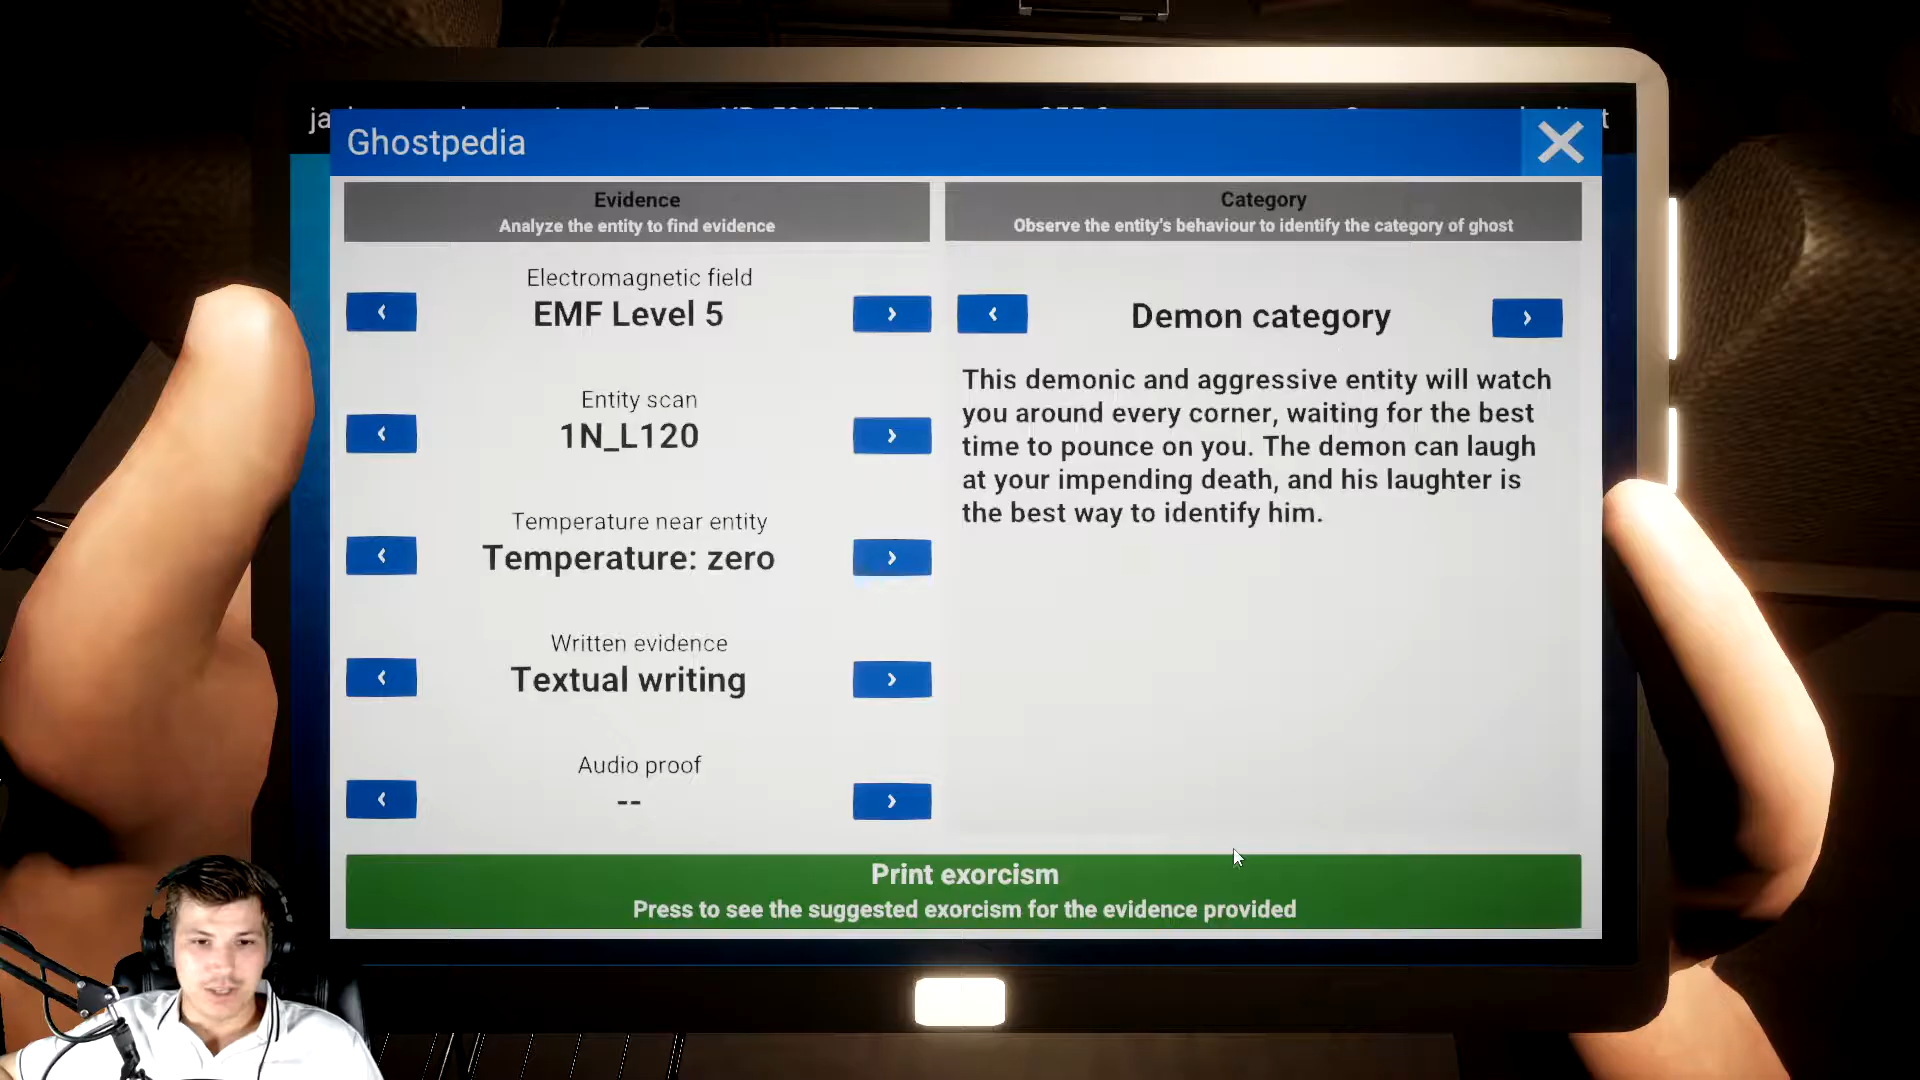 Ghostpedia
Evidence
Analyze the entity to find evidence
Electromagnetic field
EMF Level 5
Entity scan
1N_L120
Temperature near entity
Temperature: zero
Written evidence
Textual writing
Audio proof
--
Category
Observe the entity's behaviour to identify the category of ghost
Demon category
This demonic and aggressive entity will watch
you around every corner, waiting for the best
time to pounce on you. The demon can laugh
at your impending death, and his laughter is
the best way to identify him.
Print exorcism
Press to see the suggested exorcism for the evidence provided